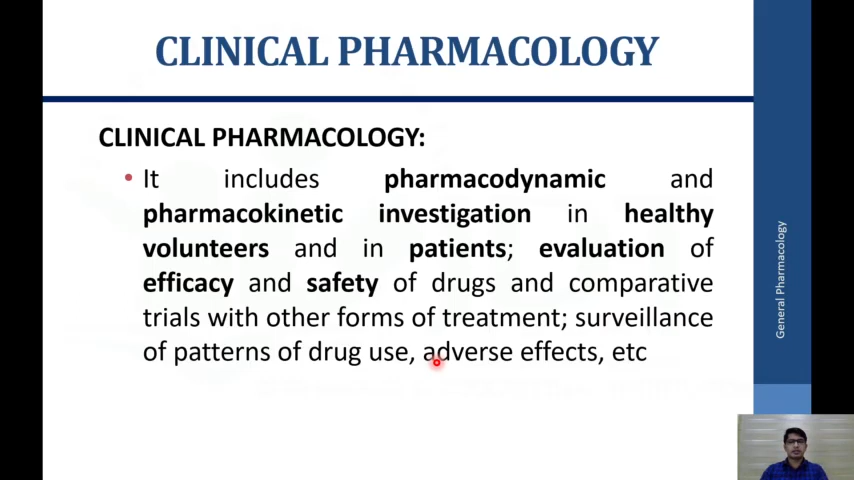 CLINICAL PHARMACOLOGY
CLINICAL PHARMACOLOGY:
• It includes pharmacodynamic and
pharmacokinetic investigation in healthy
volunteers and in patients; evaluation of
efficacy and safety of drugs and comparative
trials with other forms of treatment; surveillance
of patterns of drug use, adverse effects, etc
General Pharmacology